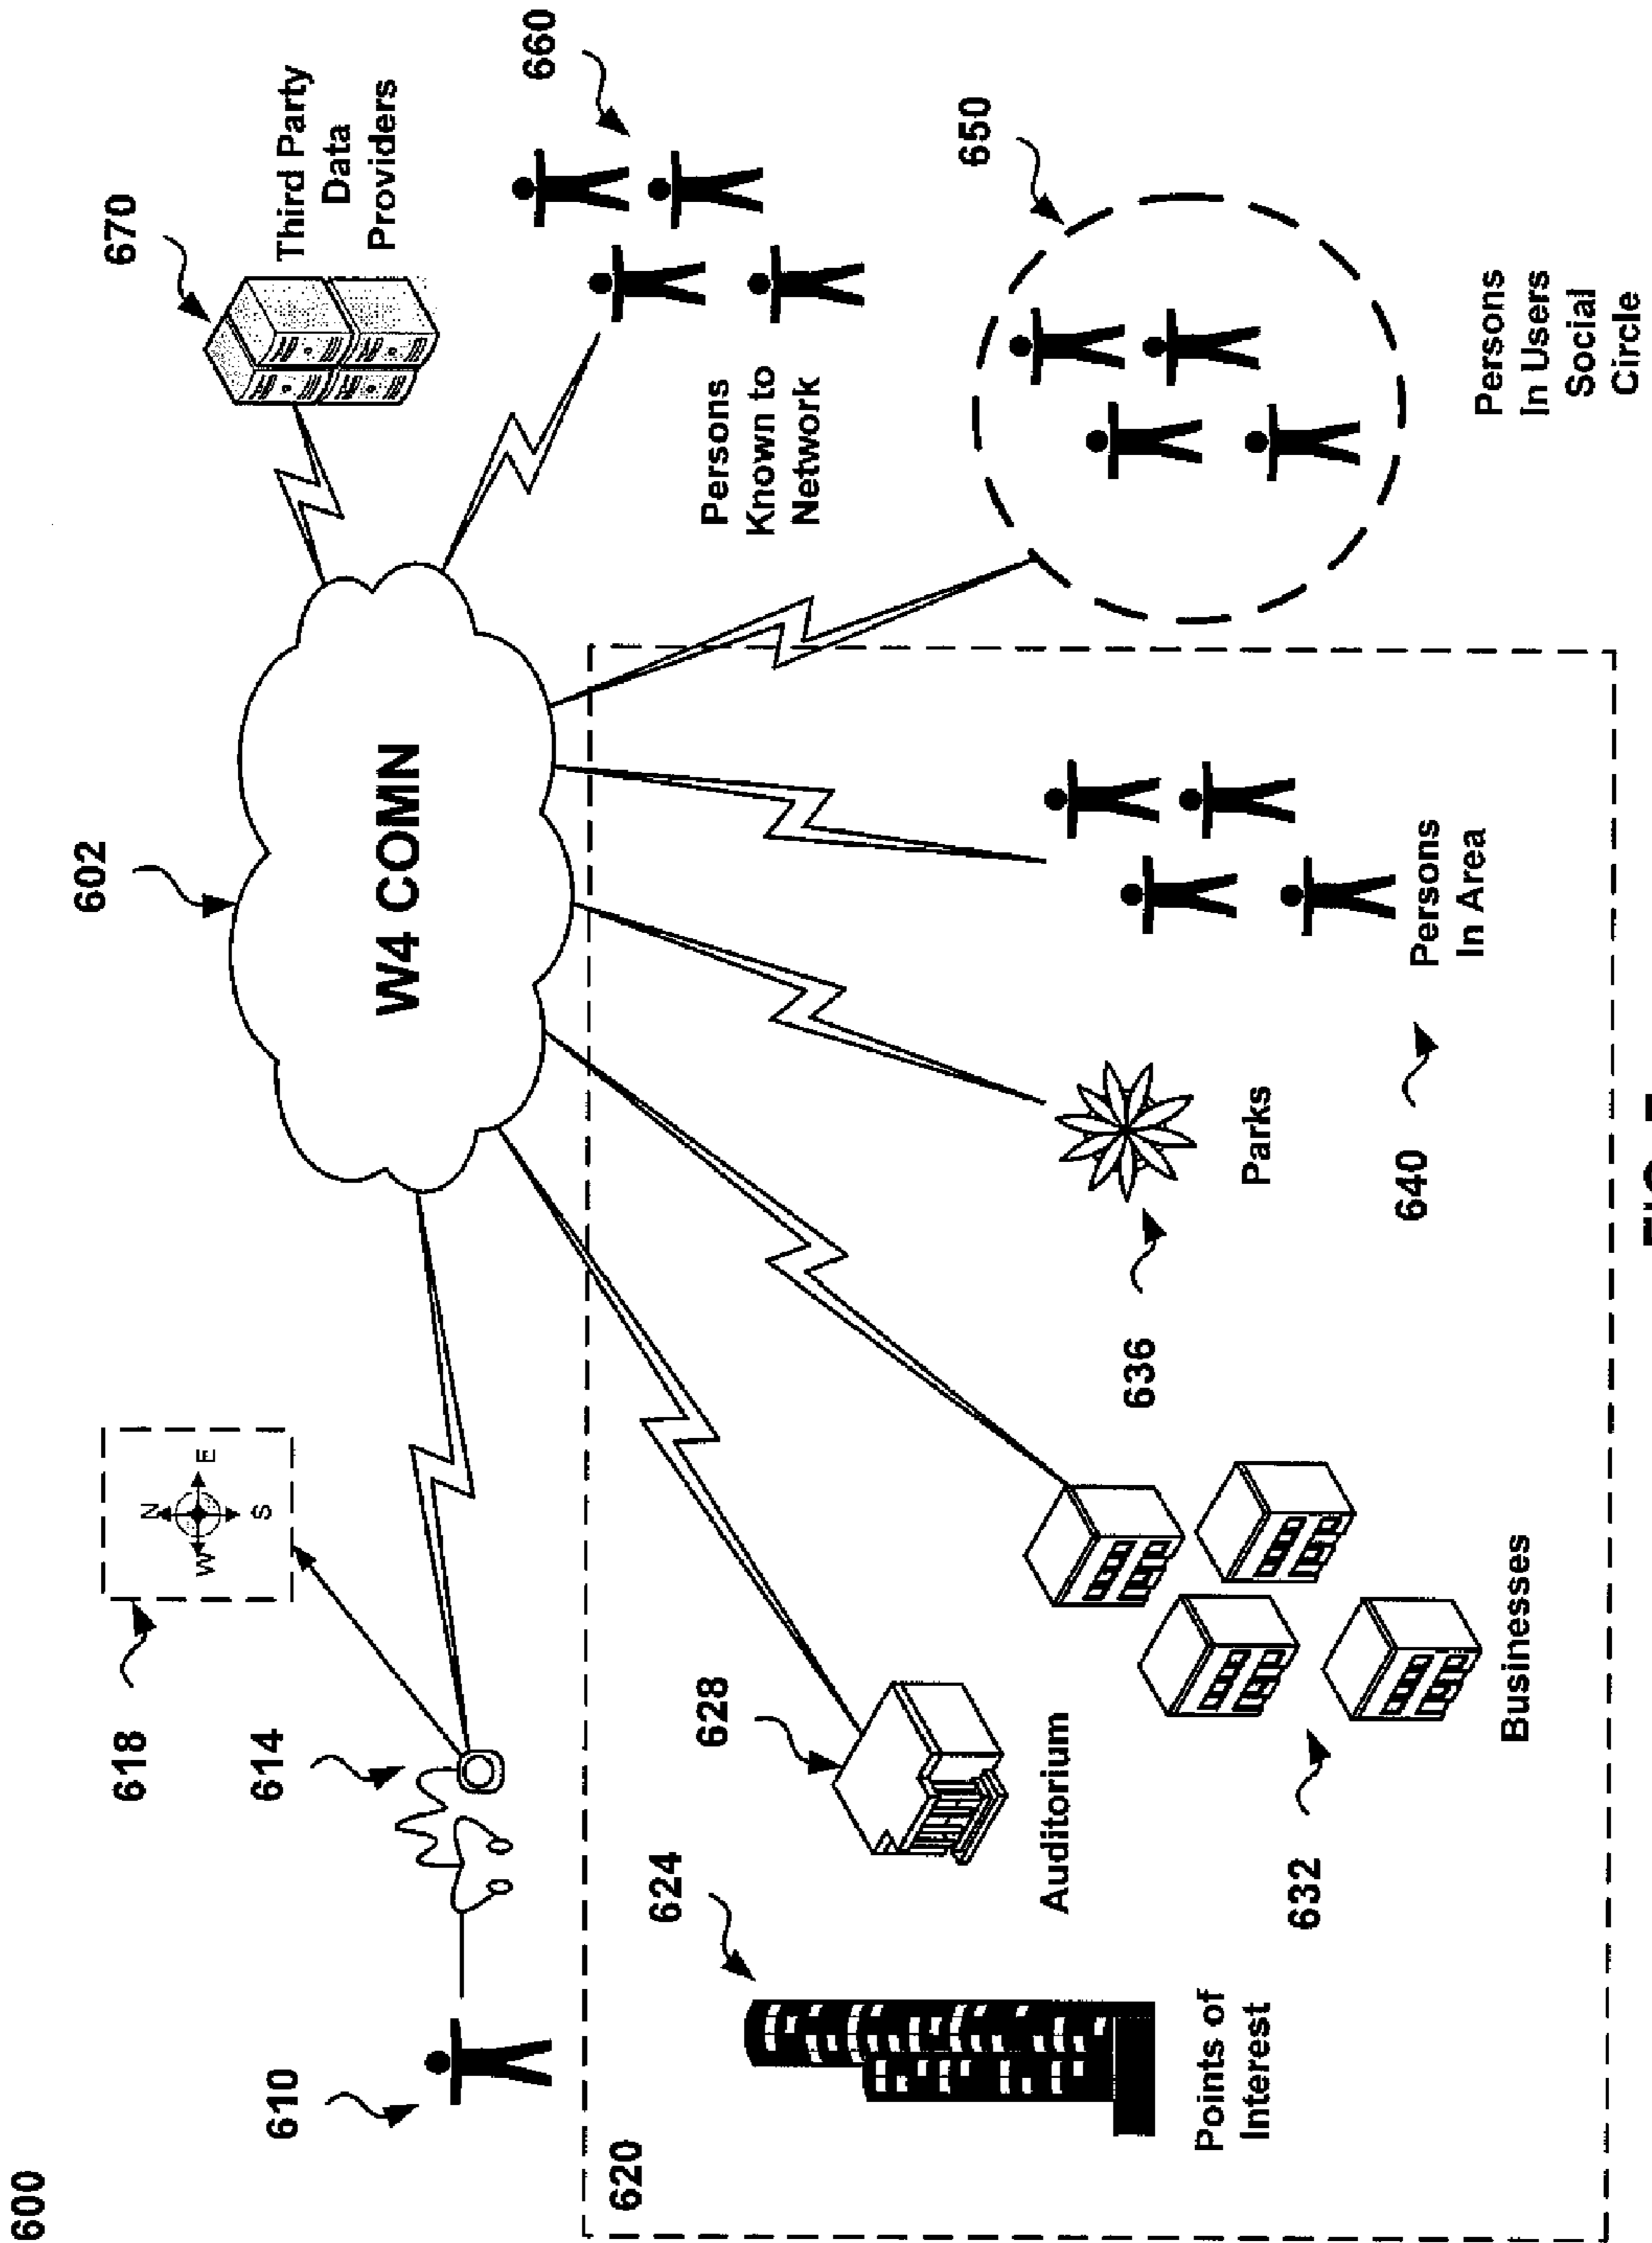 600
602
W4 COMN
670
Third Party
Data
Providers
660
Persons
Known to
Network
650
Persons
In Users
Social
Circle
618
N
W
E
S
614
610
620
624
Points of
Interest
628
Auditorium
632
Businesses
636
Parks
640
Persons
In Area